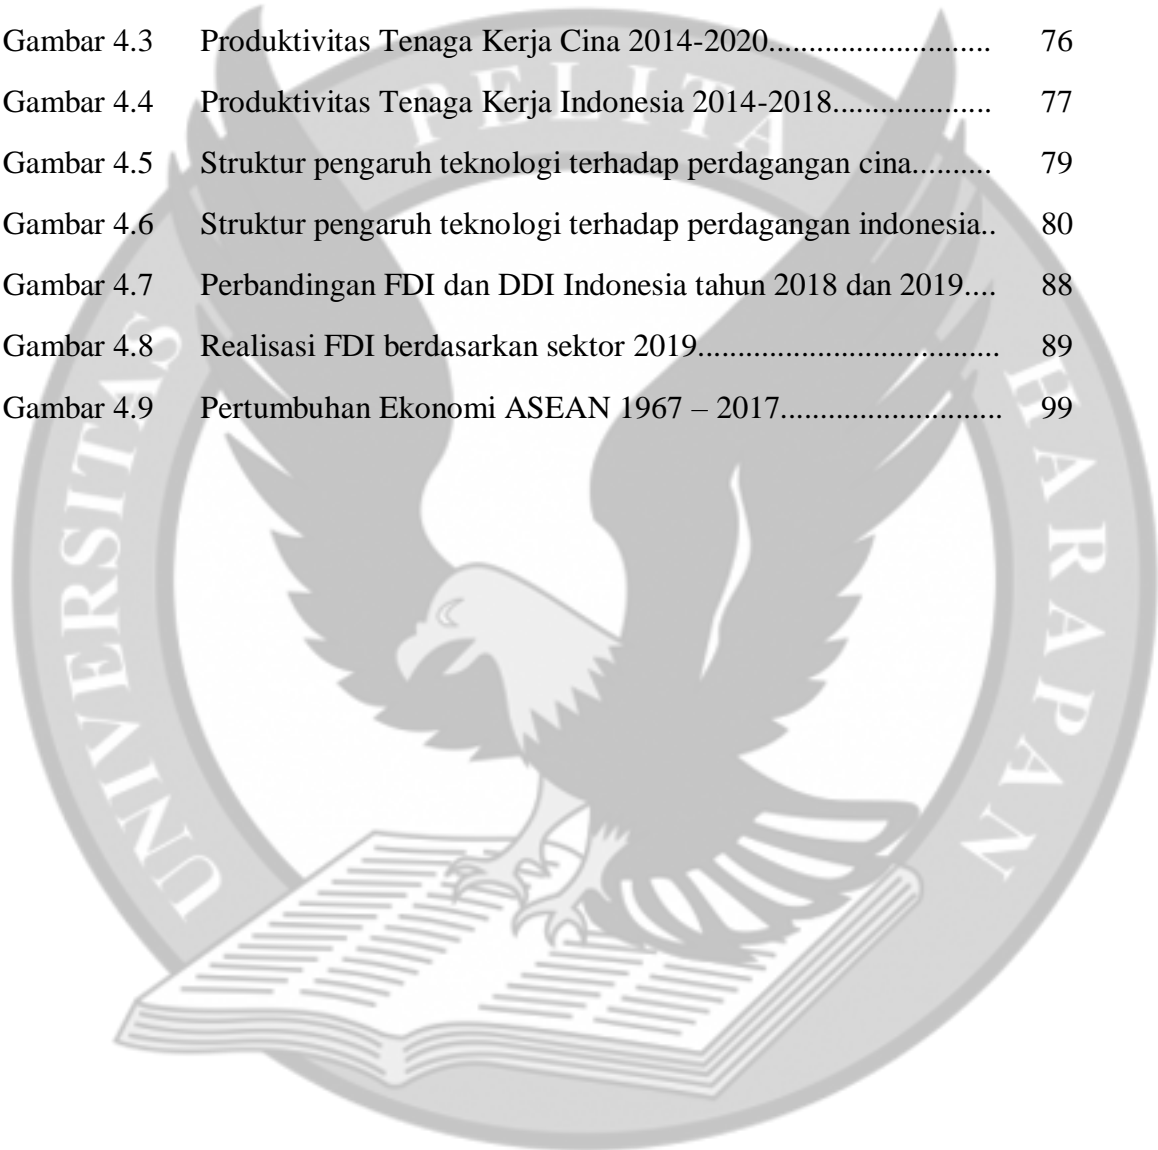 Gambar 4.3 Produktivitas Tenaga Kerja Cina 2014-2020........................... 76
Gambar 4.4 Produktivitas Tenaga Kerja Indonesia 2014-2018................... 77
Gambar 4.5 Struktur pengaruh teknologi terhadap perdagangan cina.......... 79
Gambar 4.6 Struktur pengaruh teknologi terhadap perdagangan indonesia.. 80
Gambar 4.7 Perbandingan FDI dan DDI Indonesia tahun 2018 dan 2019.... 88
Gambar 4.8 Realisasi FDI berdasarkan sektor 2019..................................... 89
Gambar 4.9 Pertumbuhan Ekonomi ASEAN 1967 – 2017........................... 99
UNIVERSITAS PELITA HARAPAN